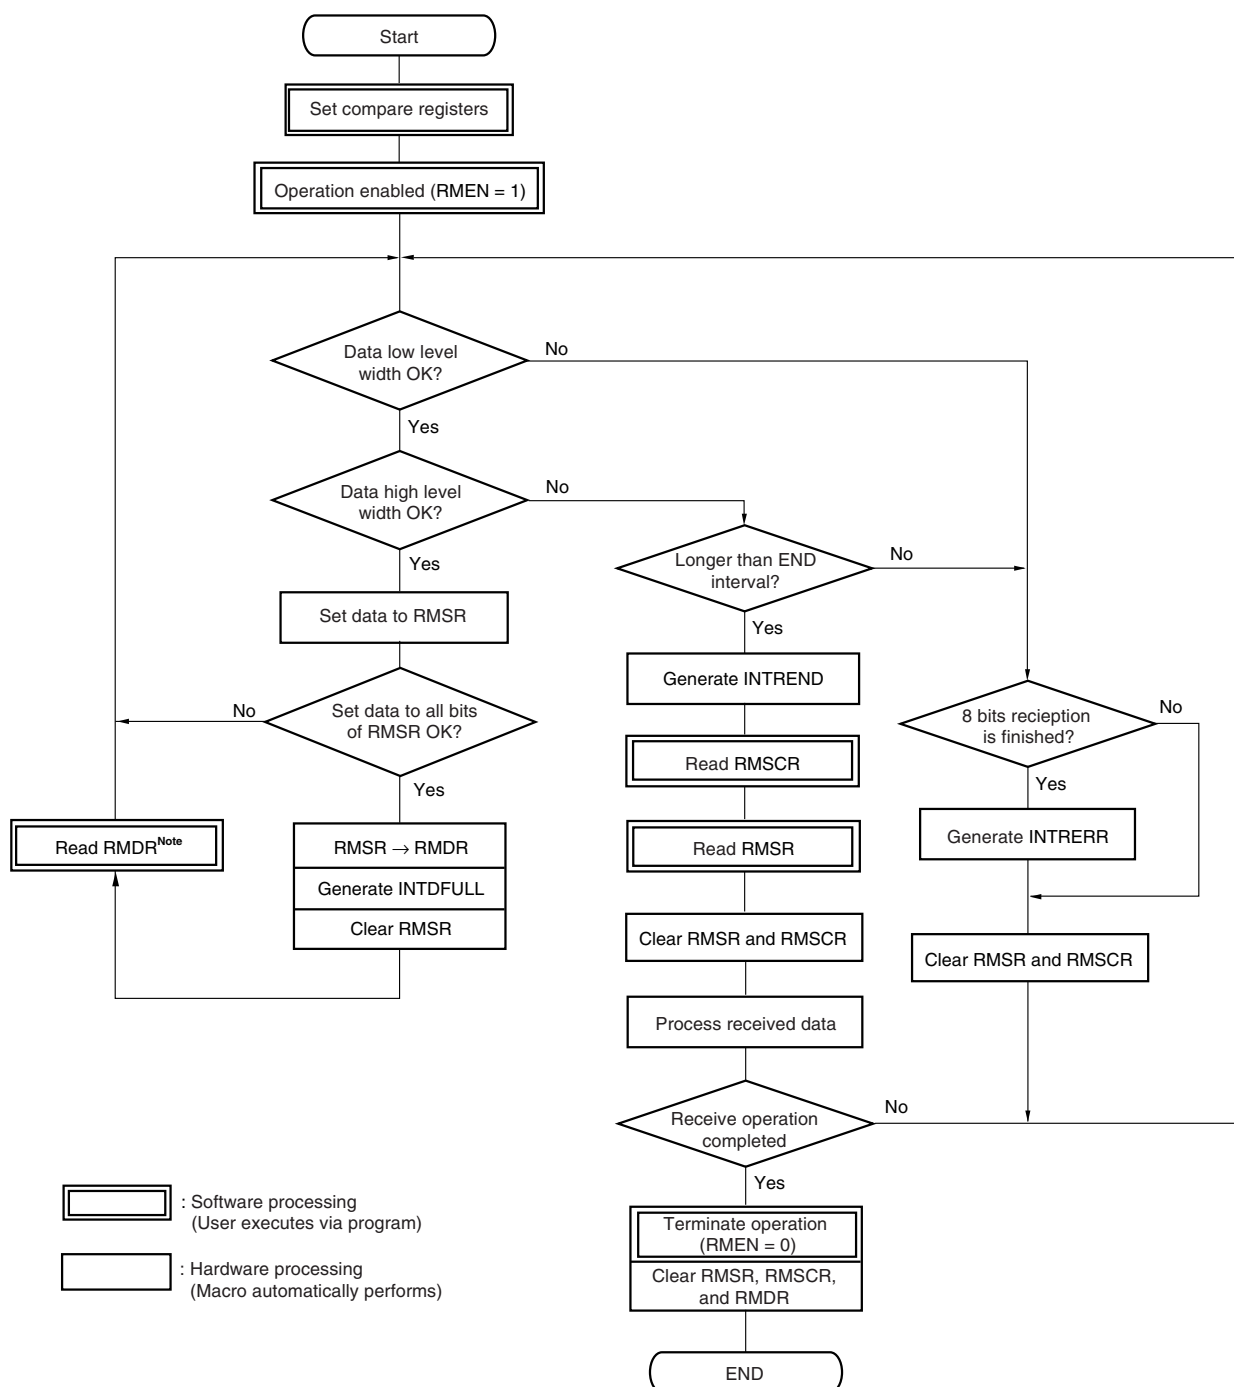 Start
Set compare registers
Operation enabled (RMEN = 1)
Data low level
width OK?
No
Yes
Data high level
width OK?
No
Yes
Longer than END
interval?
No
Yes
Set data to RMSR
Generate INTREND
Set data to all bits
of RMSR OK?
No
Yes
8 bits recieption
is finished?
No
Yes
Read RMSCR
Read RMDRNote
RMSR → RMDR
Generate INTDFULL
Clear RMSR
Read RMSR
Generate INTRERR
Clear RMSR and RMSCR
Clear RMSR and RMSCR
Process received data
Receive operation
completed
No
Yes
: Software processing
(User executes via program)
: Hardware processing
(Macro automatically performs)
Terminate operation
(RMEN = 0)
Clear RMSR, RMSCR,
and RMDR
END